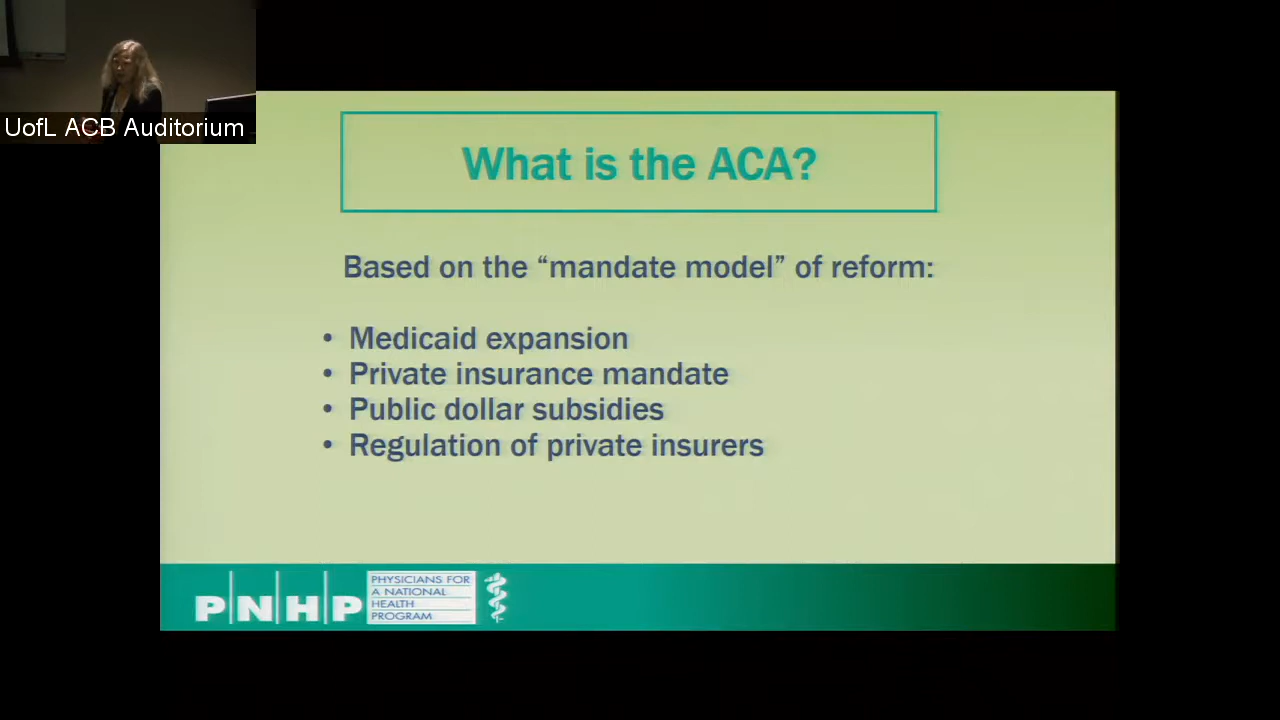 UofL ACB Auditorium
What is the ACA?
Based on the “mandate model” of reform:
• Medicaid expansion
• Private insurance mandate
• Public dollar subsidies
• Regulation of private insurers
PNHP
PHYSICIANS FOR
A NATIONAL
HEALTH
PROGRAM